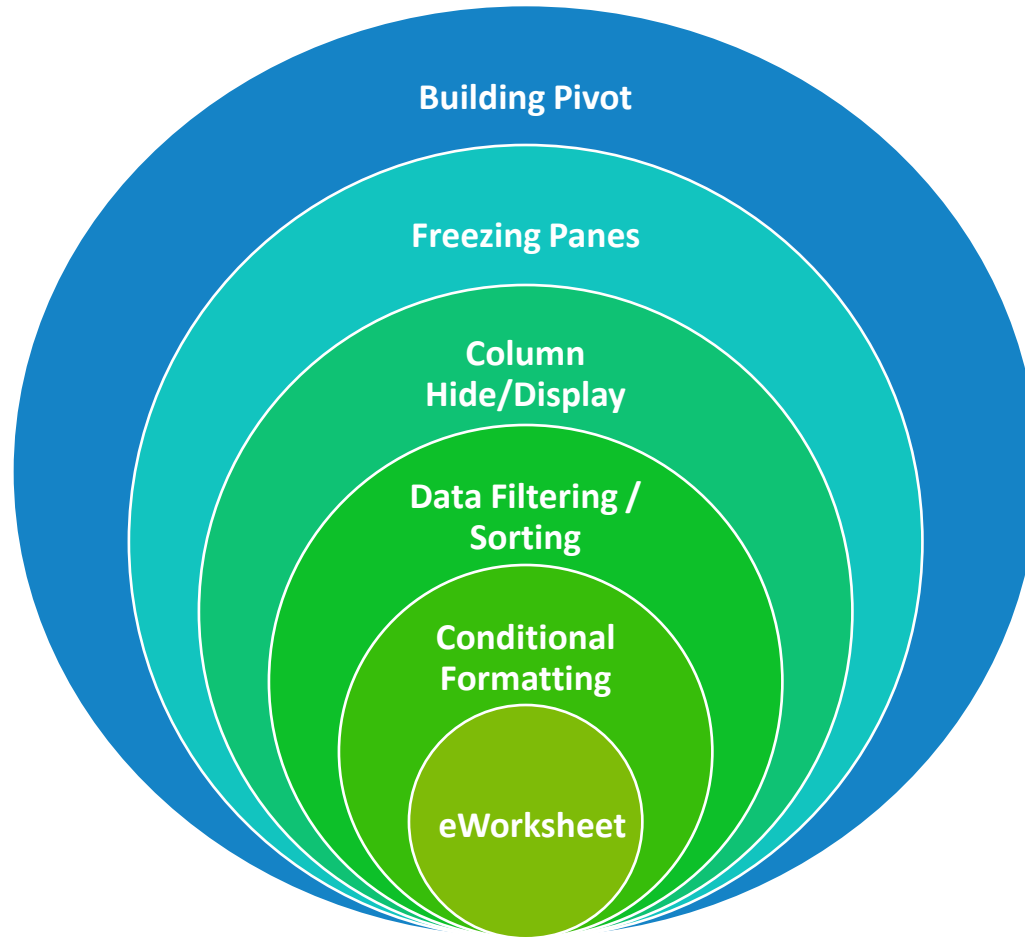 Building Pivot
Freezing Panes
Column
Hide/Display
Data Filtering /
Sorting
Conditional
Formatting
eWorksheet